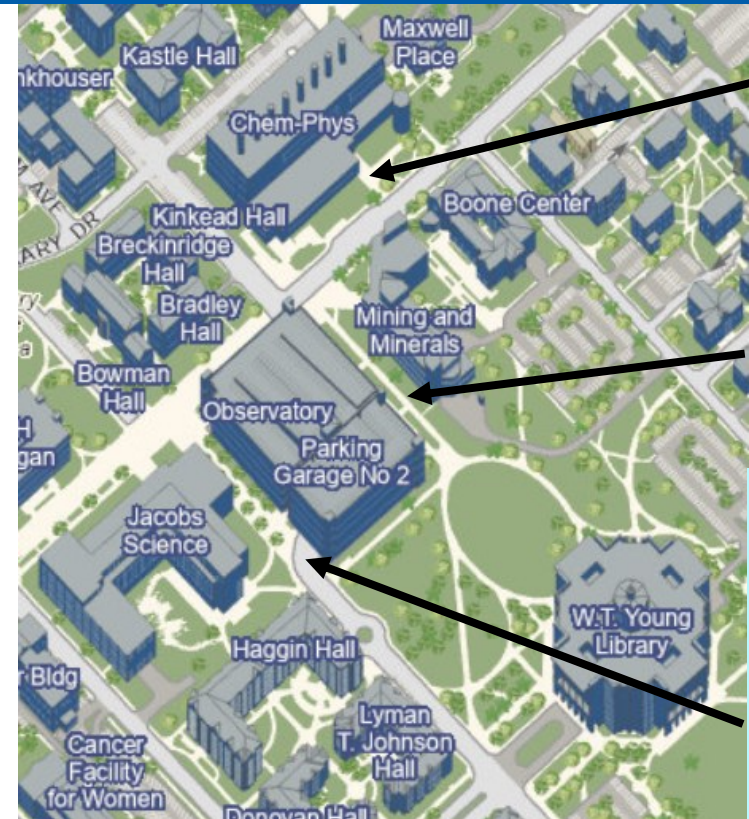 Maxwell
Place
Kastle Hall
nkhouser
Chem-Phys
Boone Center
Kinkead Hall
Breckinridge
Hall
ARY DR
M AVE
Bradley
Hall
Mining and
Minerals
Bowman
Hall
Observatory
Parking
Garage No 2
gan
Jacobs
Science
W.T. Young
Library
Haggin Hall
r Bldg
Lyman
T. Johnson
Hall
Cancer
Facility
for Women
Donovan Hall